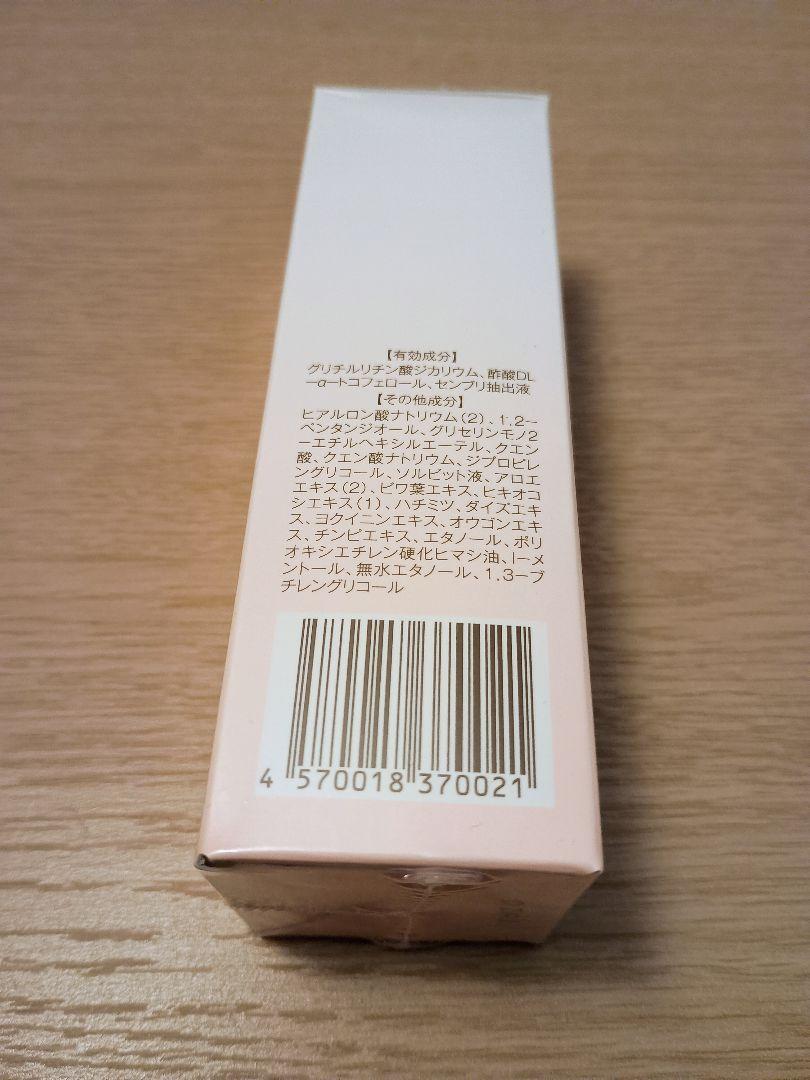 【有効成分】
グリチルリチン酸ジカリウム、酢酸DL
ーα−トコフェロール、センブリ抽出液
【その他成分】
ヒアルロン酸ナトリウム(2)、1,2−
ペンタンジオール、グリセリンモノ2
−エチルヘキシルエーテル、クエン
酸、クエン酸ナトリウム、ジプロピレ
ングリコール、ソルビット液、アロエ
エキス(2)、ビワ葉エキス、ヒキオコ
シエキス(1)、ハチミツ、ダイズエキ
ス、ヨクイニンエキス、オウゴンエキ
ス、チンピエキス、エタノール、ポリ
オキシエチレン硬化ヒマシ油、l−メ
ントール、無水エタノール、1,3−ブ
チレングリコール
4 570018 370021